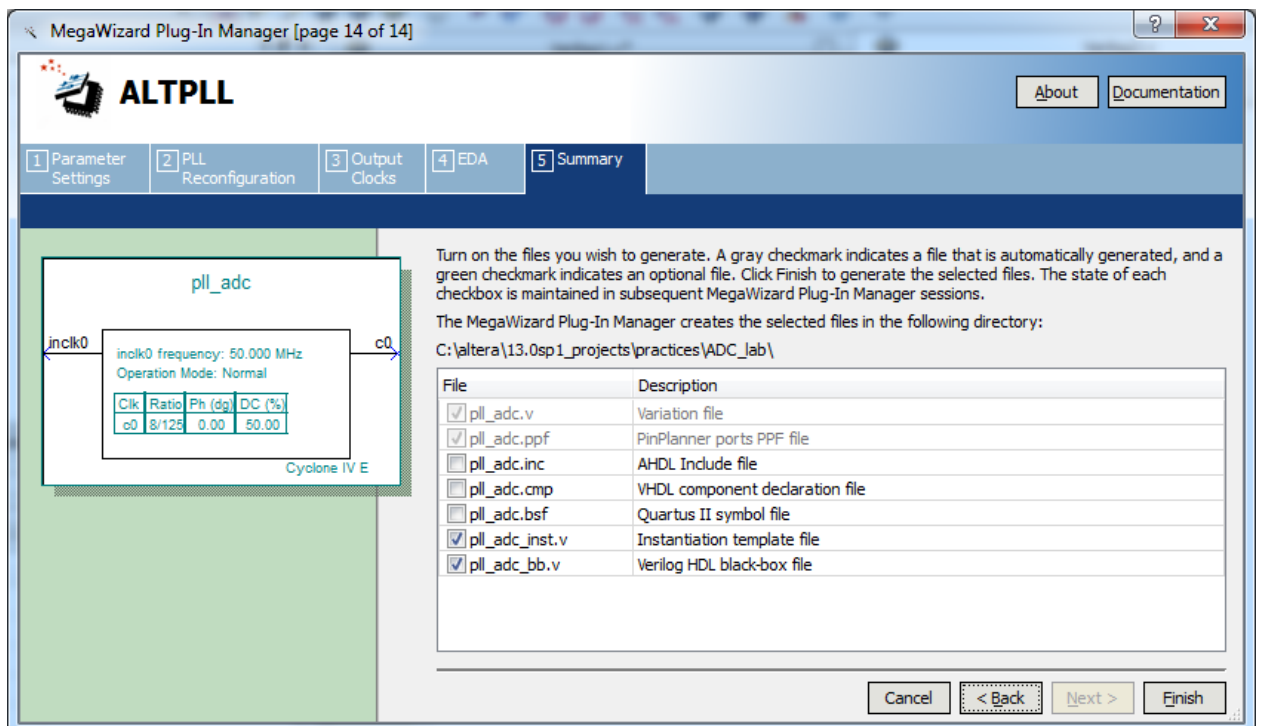 MegaWizard Plug-In Manager [page 14 of 14]
ALTPLL
About
Documentation
1 Parameter
Settings
2 PLL
Reconfiguration
3 Output
Clocks
4 EDA
5 Summary
pll_adc
inclk0
c0
inclk0 frequency: 50.000 MHz
Operation Mode: Normal
Clk Ratio Ph (dg) DC (%)
c0 8/125 0.00 50.00
Cyclone IV E
Turn on the files you wish to generate. A gray checkmark indicates a file that is automatically generated, and a
green checkmark indicates an optional file. Click Finish to generate the selected files. The state of each
checkbox is maintained in subsequent MegaWizard Plug-In Manager sessions.
The MegaWizard Plug-In Manager creates the selected files in the following directory:
C:\altera\13.0sp1_projects\practices\ADC_lab\
File Description
pll_adc.v Variation file
pll_adc.ppf PinPlanner ports PPF file
pll_adc.inc AHDL Include file
pll_adc.cmp VHDL component declaration file
pll_adc.bsf Quartus II symbol file
pll_adc_inst.v Instantiation template file
pll_adc_bb.v Verilog HDL black-box file
Cancel
< Back
Next >
Finish